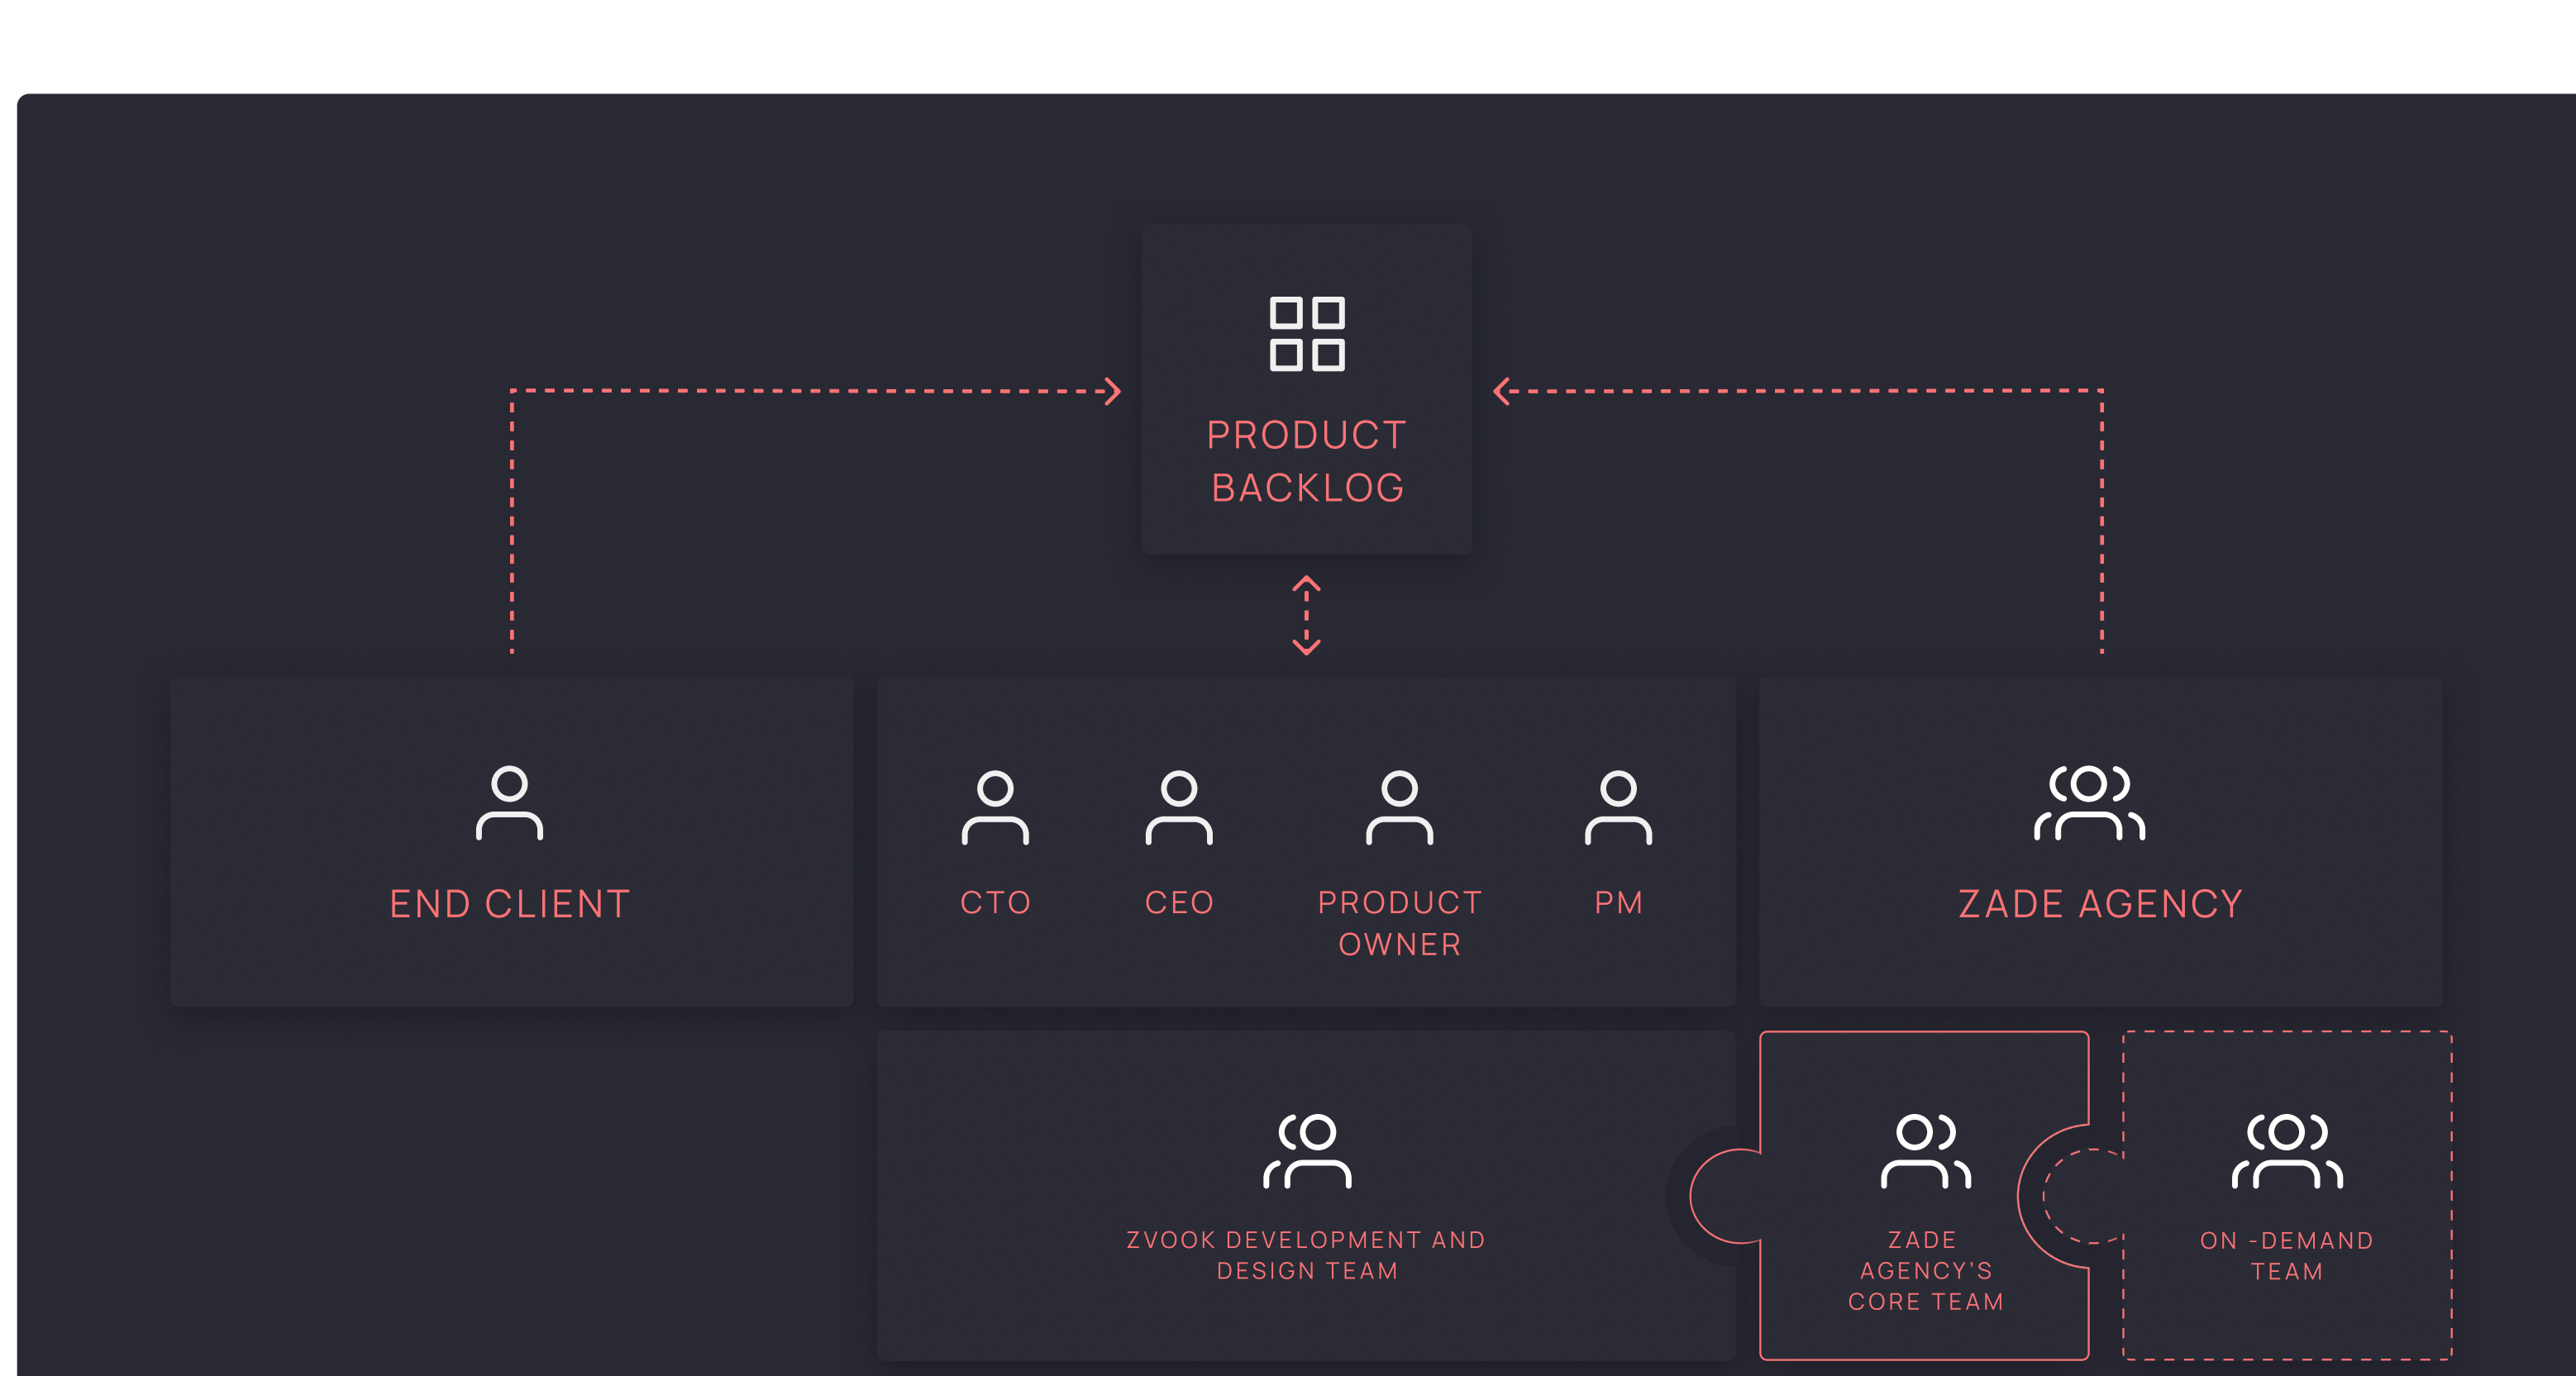 PRODUCT
BACKLOG
END CLIENT
CTO
CEO
PRODUCT
OWNER
PM
ZADE AGENCY
ZVOOK DEVELOPMENT AND
DESIGN TEAM
ZADE
AGENCY’S
CORE TEAM
ON -DEMAND
TEAM